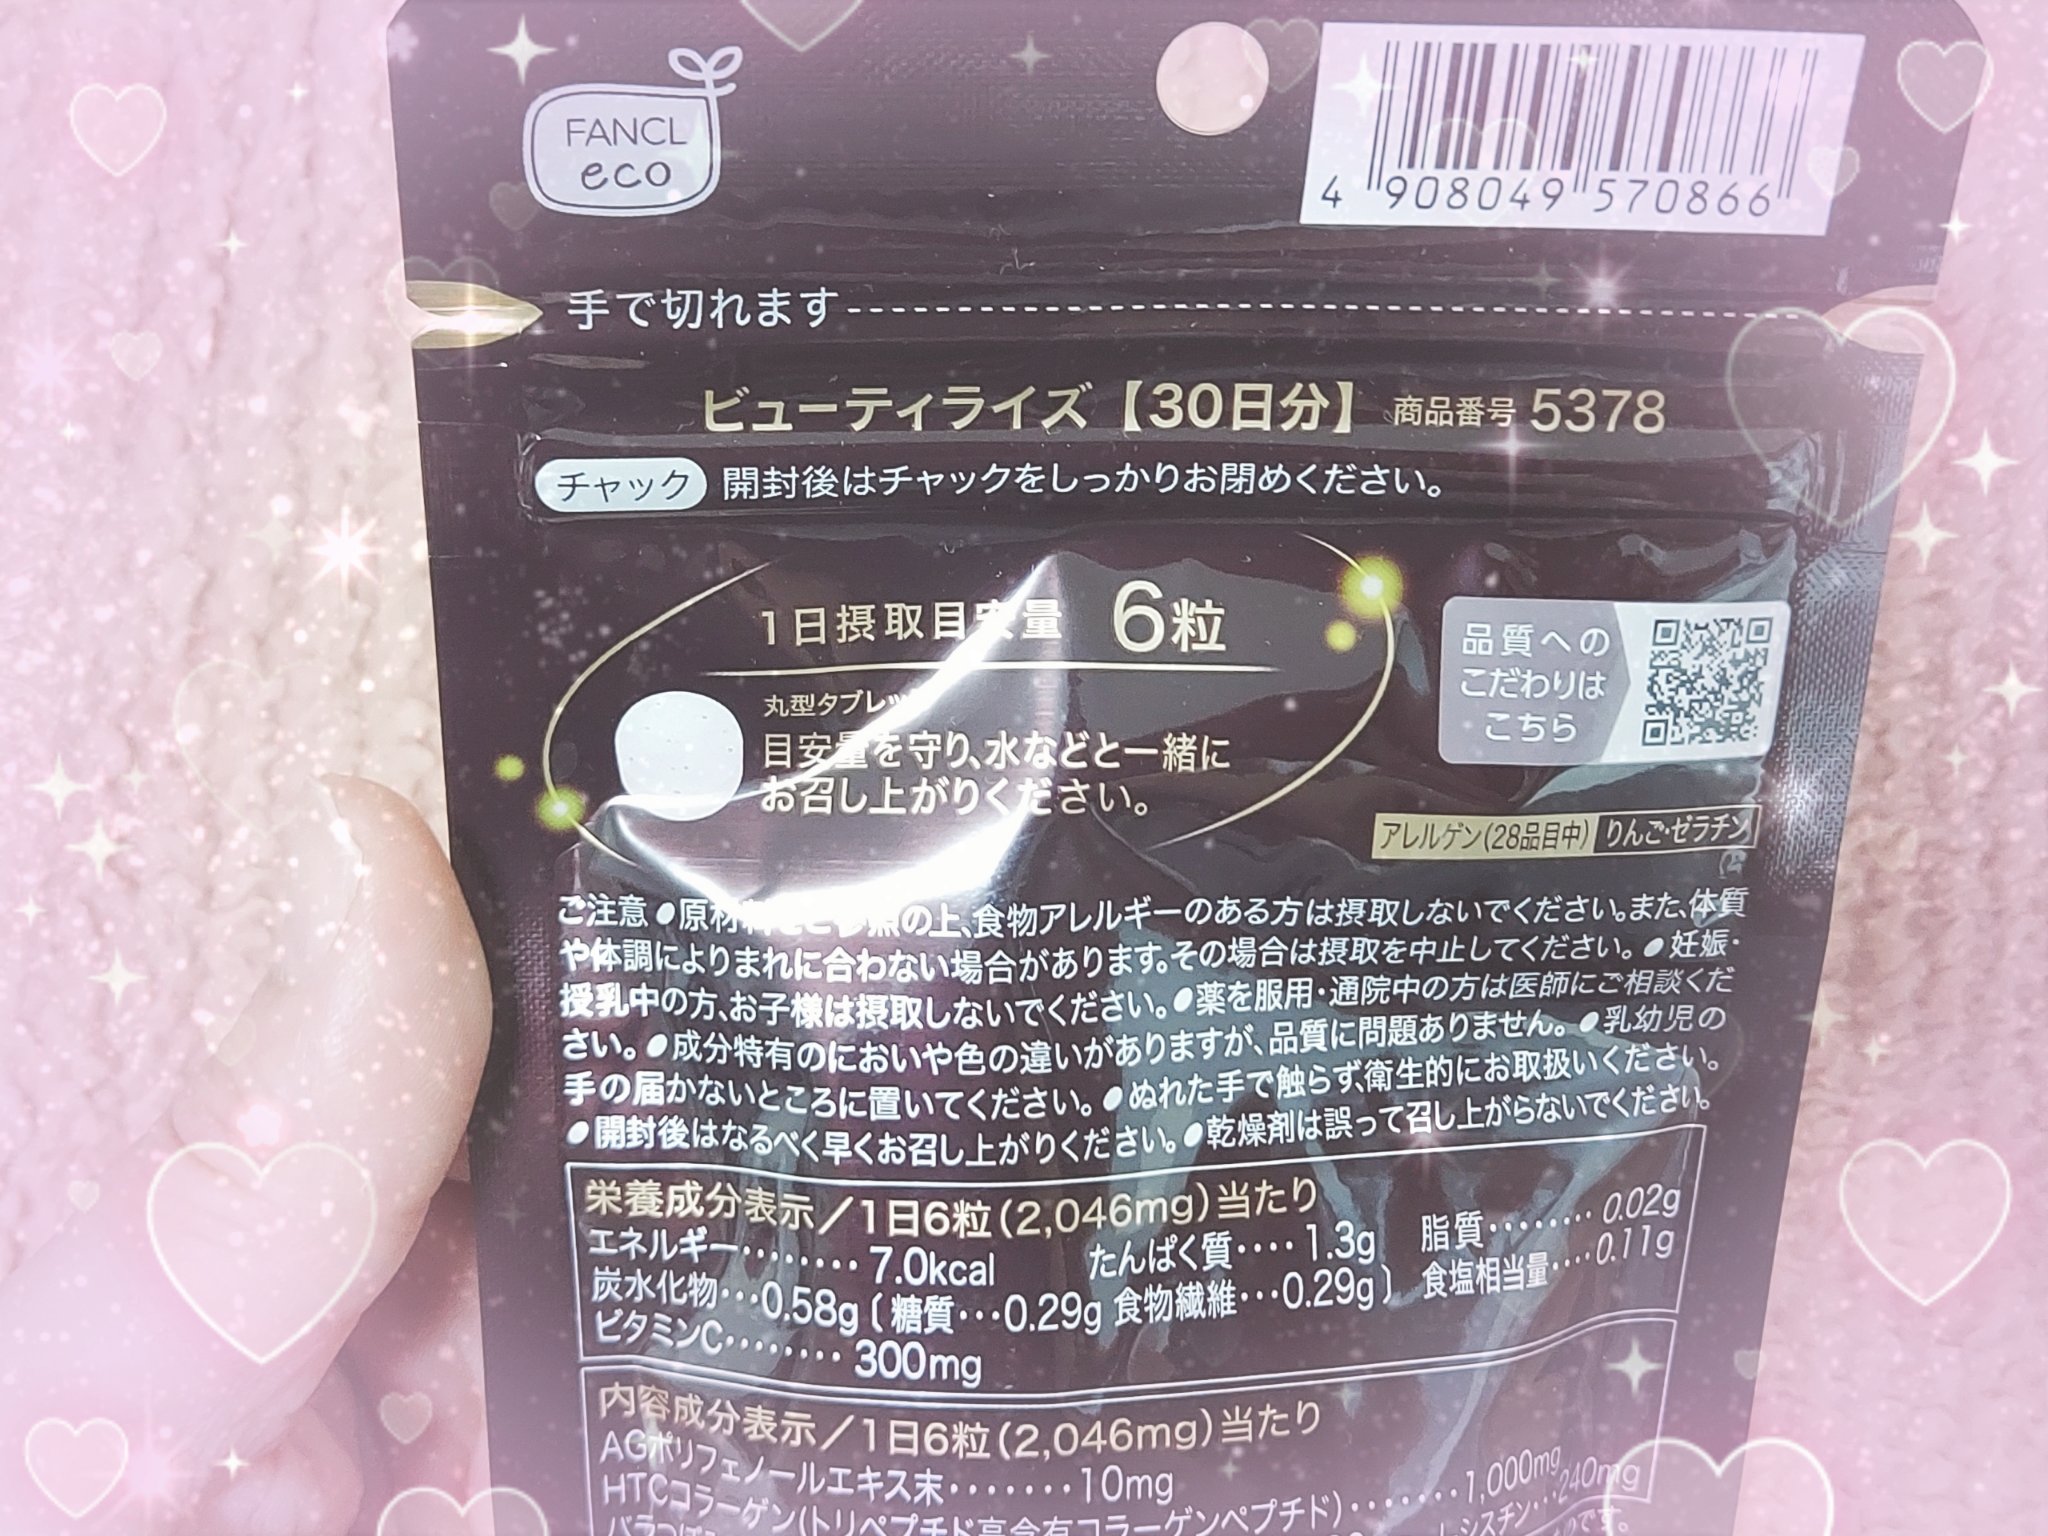 FANCL
eco
4 908049 570866
手で切れます
ビューティライズ【30日分】 商品番号 5378
チャック 開封後はチャックをしっかりお閉めください。
1日摂取目安量 6粒
丸型タブレッ
目安量を守り、水などと一緒に
お召し上がりください。
品質への
こだわりは
こちら
アレルゲン(28品目中) りんご・ゼラチン
ご注意 ●原材料をご参照の上、食物アレルギーのある方は摂取しないでください。また、体質
や体調によりまれに合わない場合があります。その場合は摂取を中止してください。 ●妊娠・
授乳中の方、お子様は摂取しないでください。 ●薬を服用・通院中の方は医師にご相談くだ
さい。 ●成分特有のにおいや色の違いがありますが、品質に問題ありません。 ●乳幼児の
手の届かないところに置いてください。 ●ぬれた手で触らず、衛生的にお取扱いください。
●開封後はなるべく早くお召し上がりください。 ●乾燥剤は誤って召し上がらないでください。
栄養成分表示/1日6粒(2,046mg)当たり
エネルギー········7.0kcal たんぱく質····1.3g 脂質········0.02g
炭水化物···0.58g〔糖質···0.29g 食物繊維···0.29g〕 食塩相当量····0.11g
ビタミンC········300mg
内容成分表示/1日6粒(2,046mg)当たり
AGポリフェノールエキス末·······10mg
HTCコラーゲン(トリペプチド高含有コラーゲンペプチド)·······1,000mg
シスチン···240mg